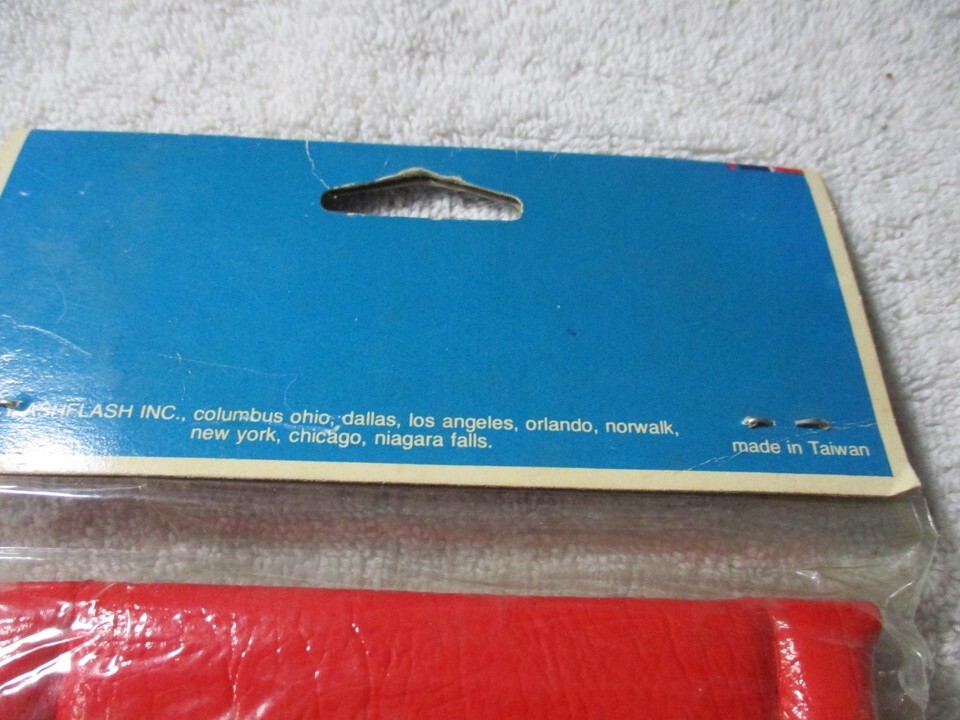 INC., columbus ohio, dallas, los angeles, orlando, norwalk,
new york, chicago, niagara falls.
made in Taiwan